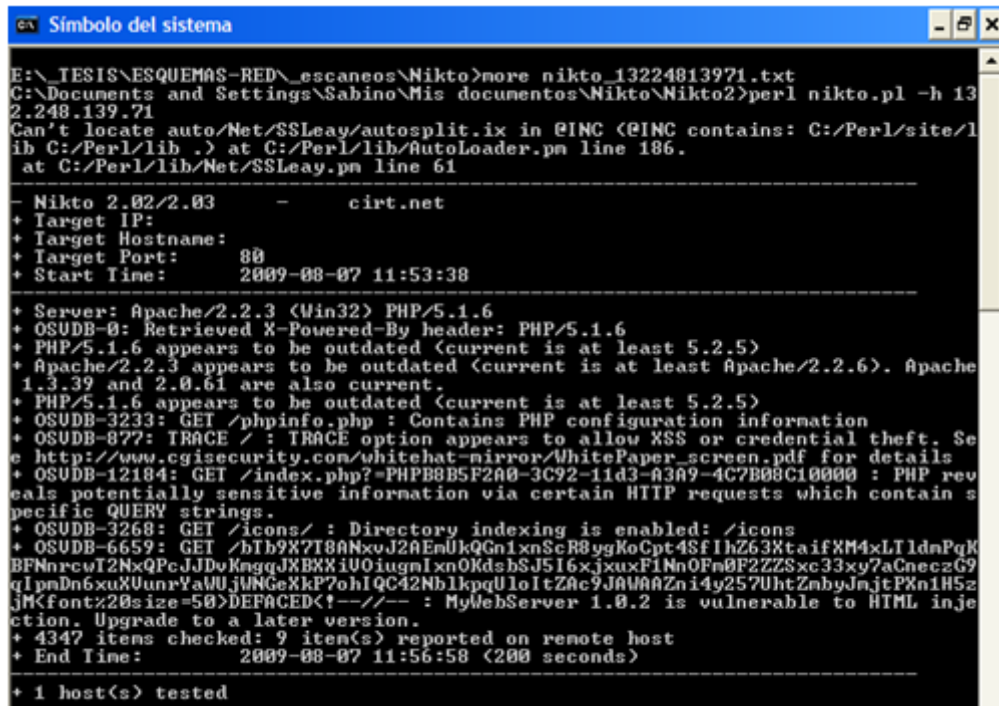 Símbolo del sistema
E:\_TESIS\ESQUEMAS-RED\_escaneos\Nikto>more nikto_13224813971.txt
C:\Documents and Settings\Sabino\Mis documentos\Nikto\Nikto2>perl nikto.pl -h 13
2.248.139.71
Can't locate auto/Net/SSLeay/autosplit.ix in @INC (@INC contains: C:/Perl/site/l
ib C:/Perl/lib .) at C:/Perl/lib/AutoLoader.pm line 186.
 at C:/Perl/lib/Net/SSLeay.pm line 61
---------------------------------------------------------------------------
- Nikto 2.02/2.03     -     cirt.net
+ Target IP:
+ Target Hostname:
+ Target Port:     80
+ Start Time:      2009-08-07 11:53:38
---------------------------------------------------------------------------
+ Server: Apache/2.2.3 (Win32) PHP/5.1.6
+ OSVDB-0: Retrieved X-Powered-By header: PHP/5.1.6
+ PHP/5.1.6 appears to be outdated (current is at least 5.2.5)
+ Apache/2.2.3 appears to be outdated (current is at least Apache/2.2.6). Apache
 1.3.39 and 2.0.61 are also current.
+ PHP/5.1.6 appears to be outdated (current is at least 5.2.5)
+ OSVDB-3233: GET /phpinfo.php : Contains PHP configuration information
+ OSVDB-877: TRACE / : TRACE option appears to allow XSS or credential theft. Se
e http://www.cgisecurity.com/whitehat-mirror/WhitePaper_screen.pdf for details
+ OSVDB-12184: GET /index.php?=PHPB8B5F2A0-3C92-11d3-A3A9-4C7B08C10000 : PHP rev
eals potentially sensitive information via certain HTTP requests which contain s
pecific QUERY strings.
+ OSVDB-3268: GET /icons/ : Directory indexing is enabled: /icons
+ OSVDB-6659: GET
<font%20size=50>DEFACED<!--//-- : MyWebServer 1.0.2 is vulnerable to HTML inje
ction. Upgrade to a later version.
+ 4347 items checked: 9 item(s) reported on remote host
+ End Time:        2009-08-07 11:56:58 (200 seconds)
---------------------------------------------------------------------------
+ 1 host(s) tested